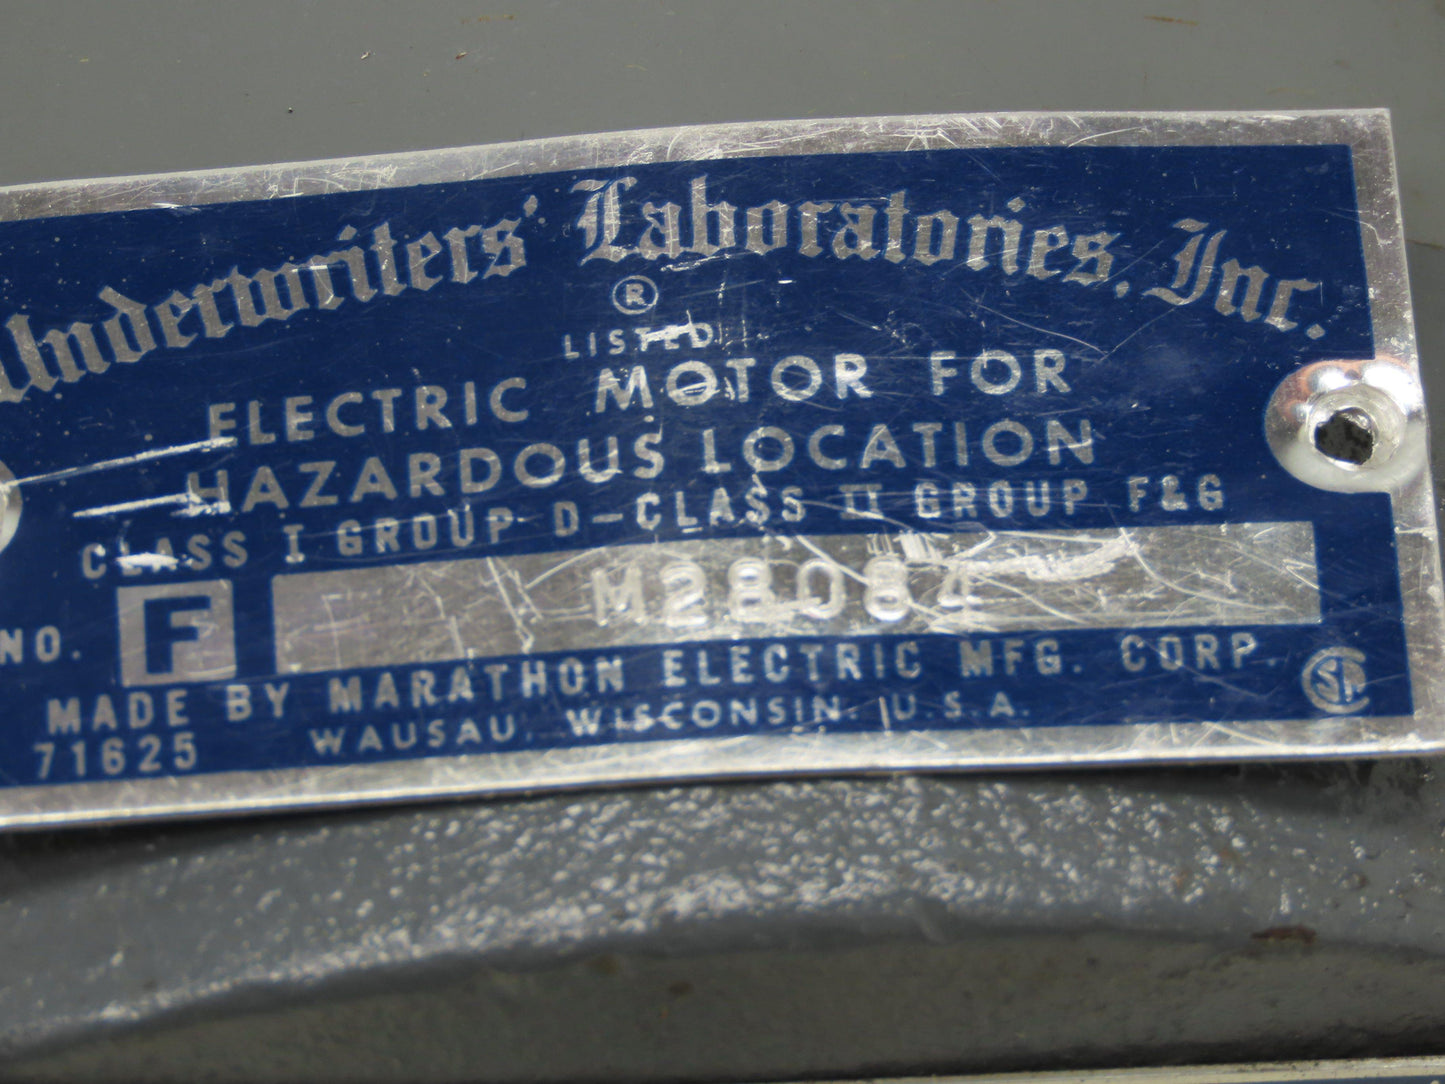 Underwriters' Laboratories, Inc.
®
LISTED
ELECTRIC MOTOR FOR
HAZARDOUS LOCATION
CLASS I GROUP D-CLASS II GROUP F&G
NO. F M28084
MADE BY MARATHON ELECTRIC MFG. CORP.
71625 WAUSAU, WISCONSIN. U.S.A.
SA